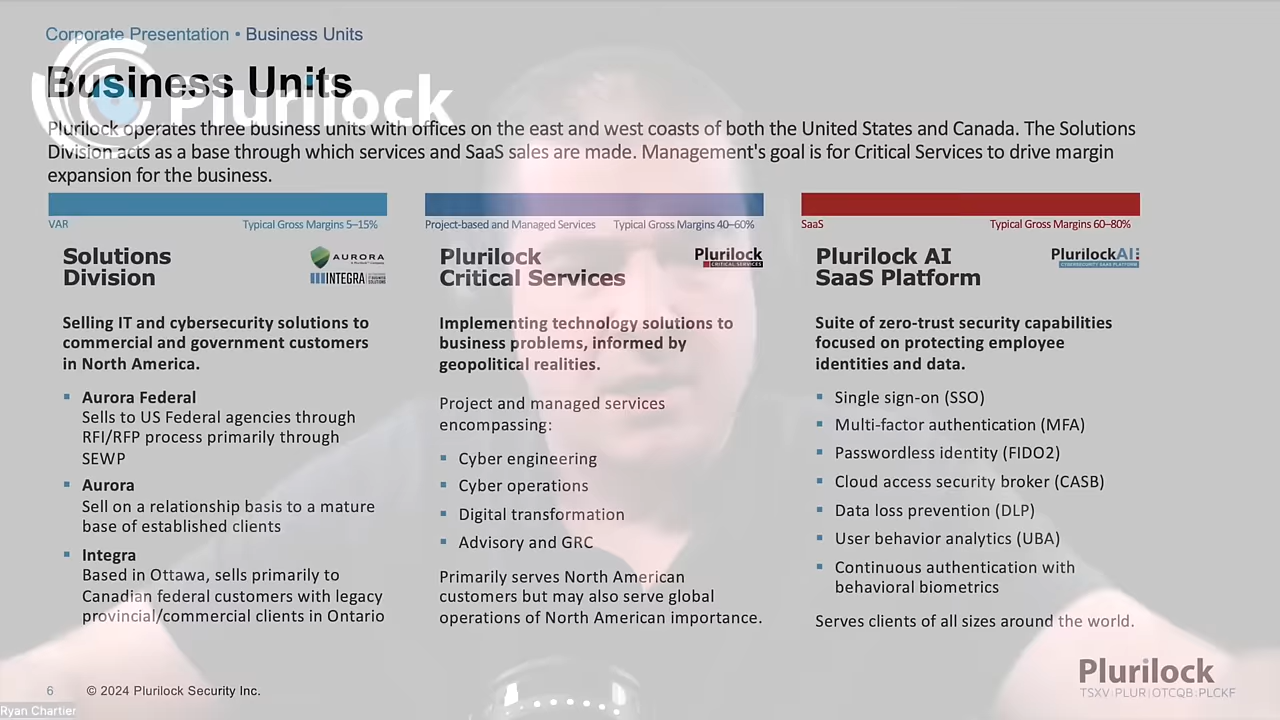 Corporate Presentation • Business Units
Business Units
Plurilock
Plurilock operates three business units with offices on the east and west coasts of both the United States and Canada. The Solutions
Division acts as a base through which services and SaaS sales are made. Management's goal is for Critical Services to drive margin
expansion for the business.
VAR
Typical Gross Margins 5–15%
Solutions
Division
AURORA
INTEGRA
Selling IT and cybersecurity solutions to
commercial and government customers
in North America.
▪ Aurora Federal
Sells to US Federal agencies through
RFI/RFP process primarily through
SEWP
▪ Aurora
Sell on a relationship basis to a mature
base of established clients
▪ Integra
Based in Ottawa, sells primarily to
Canadian federal customers with legacy
provincial/commercial clients in Ontario
Project-based and Managed Services
Typical Gross Margins 40–60%
Plurilock
Critical Services
Plurilock
CRITICAL SERVICES
Implementing technology solutions to
business problems, informed by
geopolitical realities.
Project and managed services
encompassing:
▪ Cyber engineering
▪ Cyber operations
▪ Digital transformation
▪ Advisory and GRC
Primarily serves North American
customers but may also serve global
operations of North American importance.
SaaS
Typical Gross Margins 60–80%
Plurilock AI
SaaS Platform
PlurilockAI
CYBERSECURITY SAAS PLATFORM
Suite of zero-trust security capabilities
focused on protecting employee
identities and data.
▪ Single sign-on (SSO)
▪ Multi-factor authentication (MFA)
▪ Passwordless identity (FIDO2)
▪ Cloud access security broker (CASB)
▪ Data loss prevention (DLP)
▪ User behavior analytics (UBA)
▪ Continuous authentication with
behavioral biometrics
Serves clients of all sizes around the world.
6 © 2024 Plurilock Security Inc.
Plurilock
TSXV|PLUR|OTCQB|PLCKF
Ryan Chartier